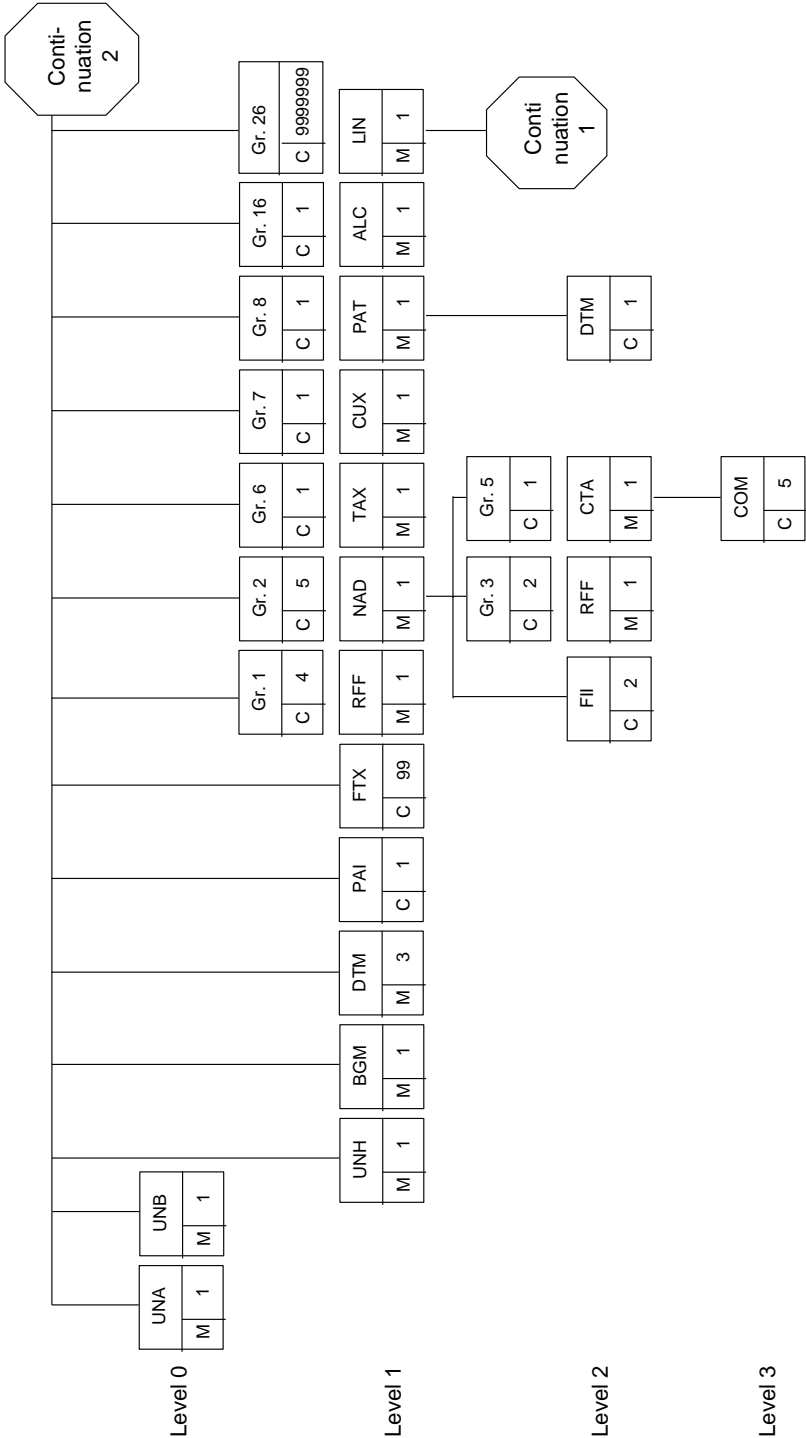 Conti-
nuation
2
Level 0
UNA
M 1
UNB
M 1
Level 1
UNH
M 1
BGM
M 1
DTM
M 3
PAI
C 1
FTX
C 99
Gr. 1
C 4
RFF
M 1
Gr. 2
C 5
NAD
M 1
Gr. 6
C 1
TAX
M 1
Gr. 7
C 1
CUX
M 1
Gr. 8
C 1
PAT
M 1
Gr. 16
C 1
ALC
M 1
Gr. 26
C 9999999
LIN
M 1
Conti
nuation
1
Level 2
FII
C 2
Gr. 3
C 2
RFF
M 1
Gr. 5
C 1
CTA
M 1
DTM
C 1
Level 3
COM
C 5